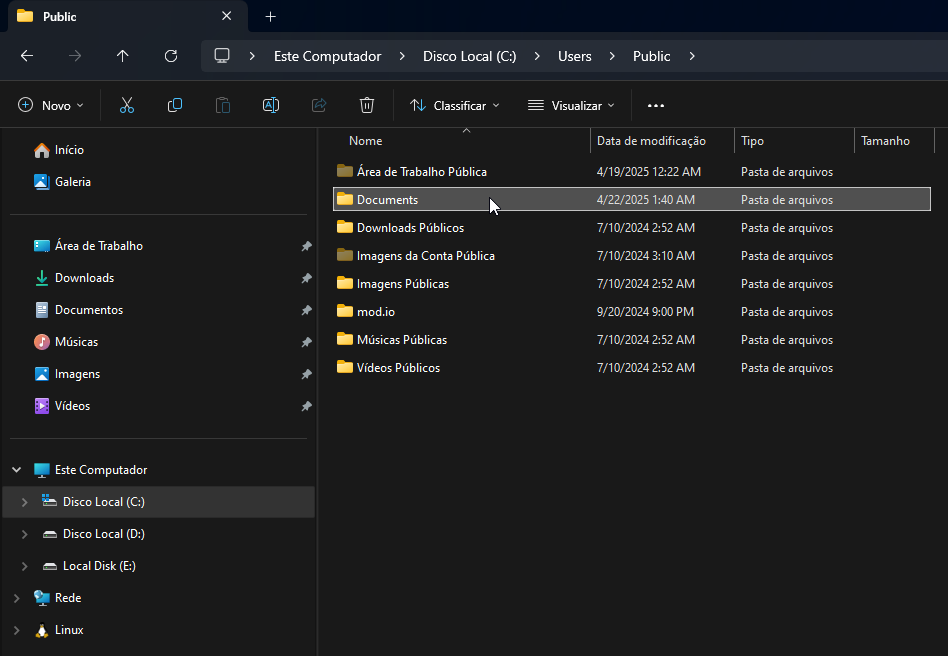 Public
Este Computador Disco Local (C:) Users Public
Novo Classificar Visualizar
Início
Galeria
Área de Trabalho
Downloads
Documentos
Músicas
Imagens
Vídeos
Este Computador
Disco Local (C:)
Disco Local (D:)
Local Disk (E:)
Rede
Linux
Nome Data de modificação Tipo Tamanho
Área de Trabalho Pública 4/19/2025 12:22 AM Pasta de arquivos
Documents 4/22/2025 1:40 AM Pasta de arquivos
Downloads Públicos 7/10/2024 2:52 AM Pasta de arquivos
Imagens da Conta Pública 7/10/2024 3:10 AM Pasta de arquivos
Imagens Públicas 7/10/2024 2:52 AM Pasta de arquivos
mod.io 9/20/2024 9:00 PM Pasta de arquivos
Músicas Públicas 7/10/2024 2:52 AM Pasta de arquivos
Vídeos Públicos 7/10/2024 2:52 AM Pasta de arquivos